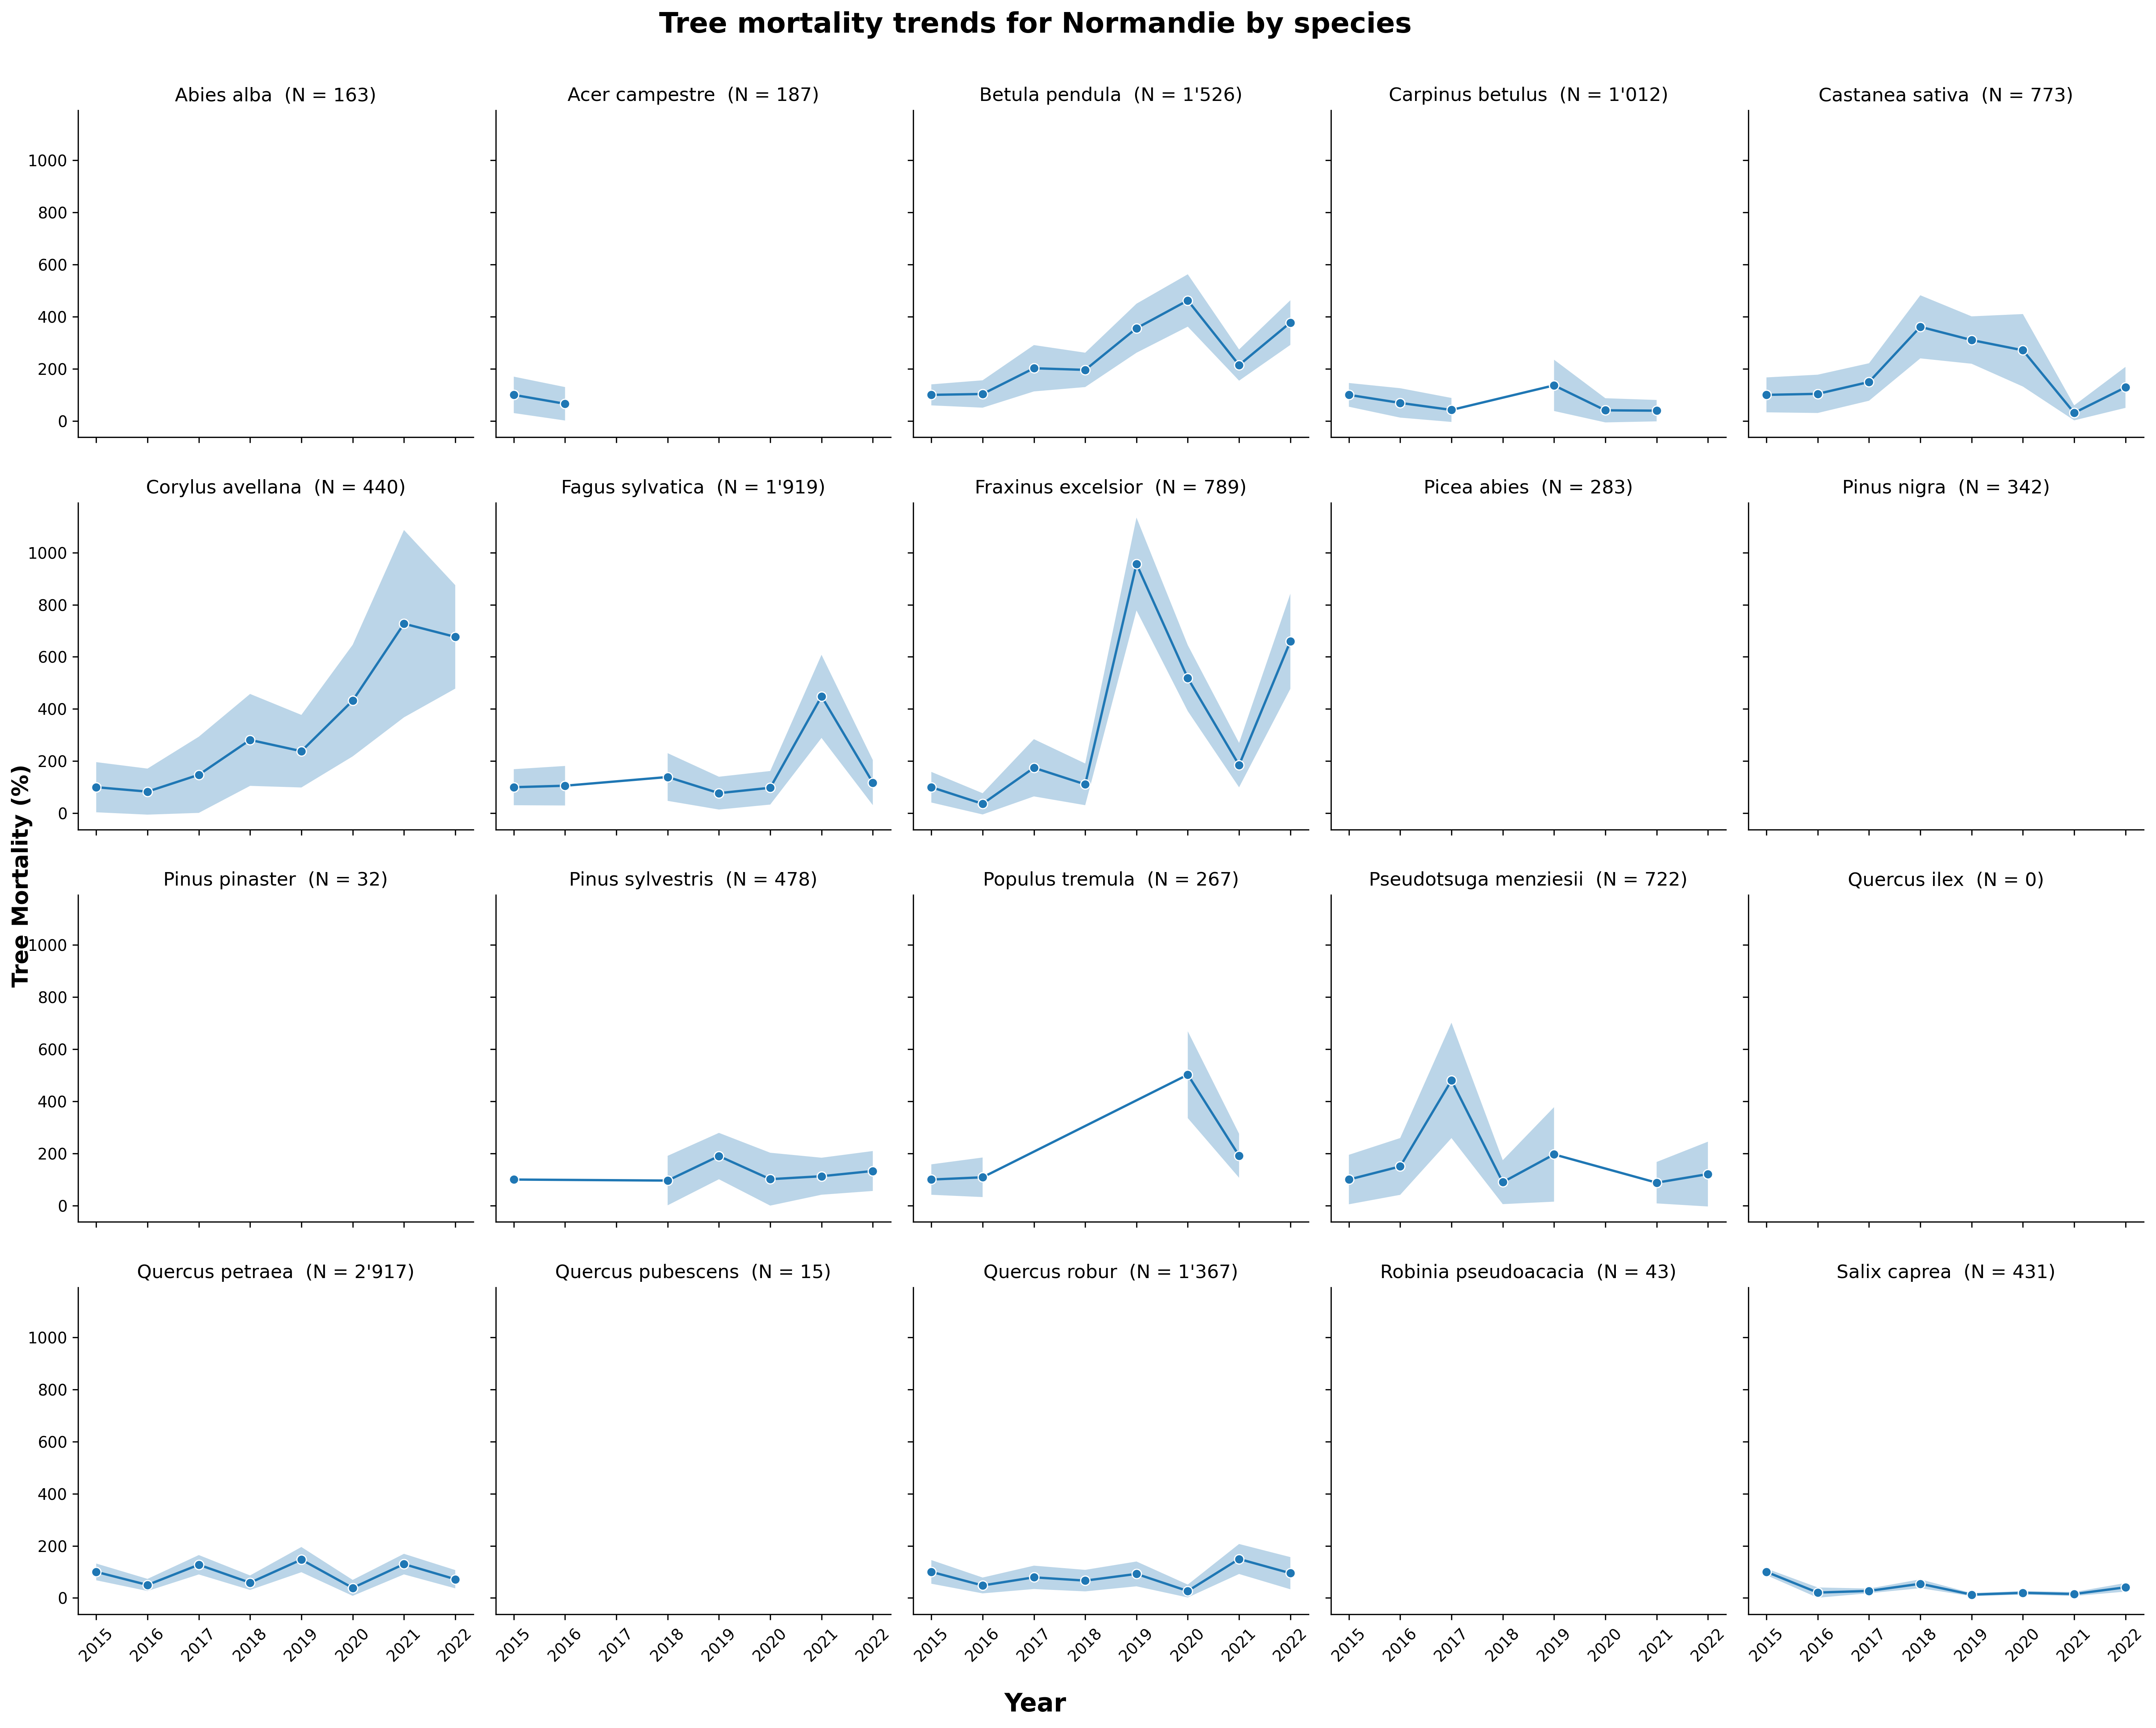 Tree mortality trends for Normandie by species
Abies alba (N = 163)
Acer campestre (N = 187)
Betula pendula (N = 1'526)
Carpinus betulus (N = 1'012)
Castanea sativa (N = 773)
1000
800
600
400
200
0
Corylus avellana (N = 440)
Fagus sylvatica (N = 1'919)
Fraxinus excelsior (N = 789)
Picea abies (N = 283)
Pinus nigra (N = 342)
1000
800
600
400
200
0
Tree Mortality (%)
Pinus pinaster (N = 32)
Pinus sylvestris (N = 478)
Populus tremula (N = 267)
Pseudotsuga menziesii (N = 722)
Quercus ilex (N = 0)
1000
800
600
400
200
0
Quercus petraea (N = 2'917)
Quercus pubescens (N = 15)
Quercus robur (N = 1'367)
Robinia pseudoacacia (N = 43)
Salix caprea (N = 431)
1000
800
600
400
200
0
2015 2016 2017 2018 2019 2020 2021 2022
2015 2016 2017 2018 2019 2020 2021 2022
2015 2016 2017 2018 2019 2020 2021 2022
2015 2016 2017 2018 2019 2020 2021 2022
2015 2016 2017 2018 2019 2020 2021 2022
Year